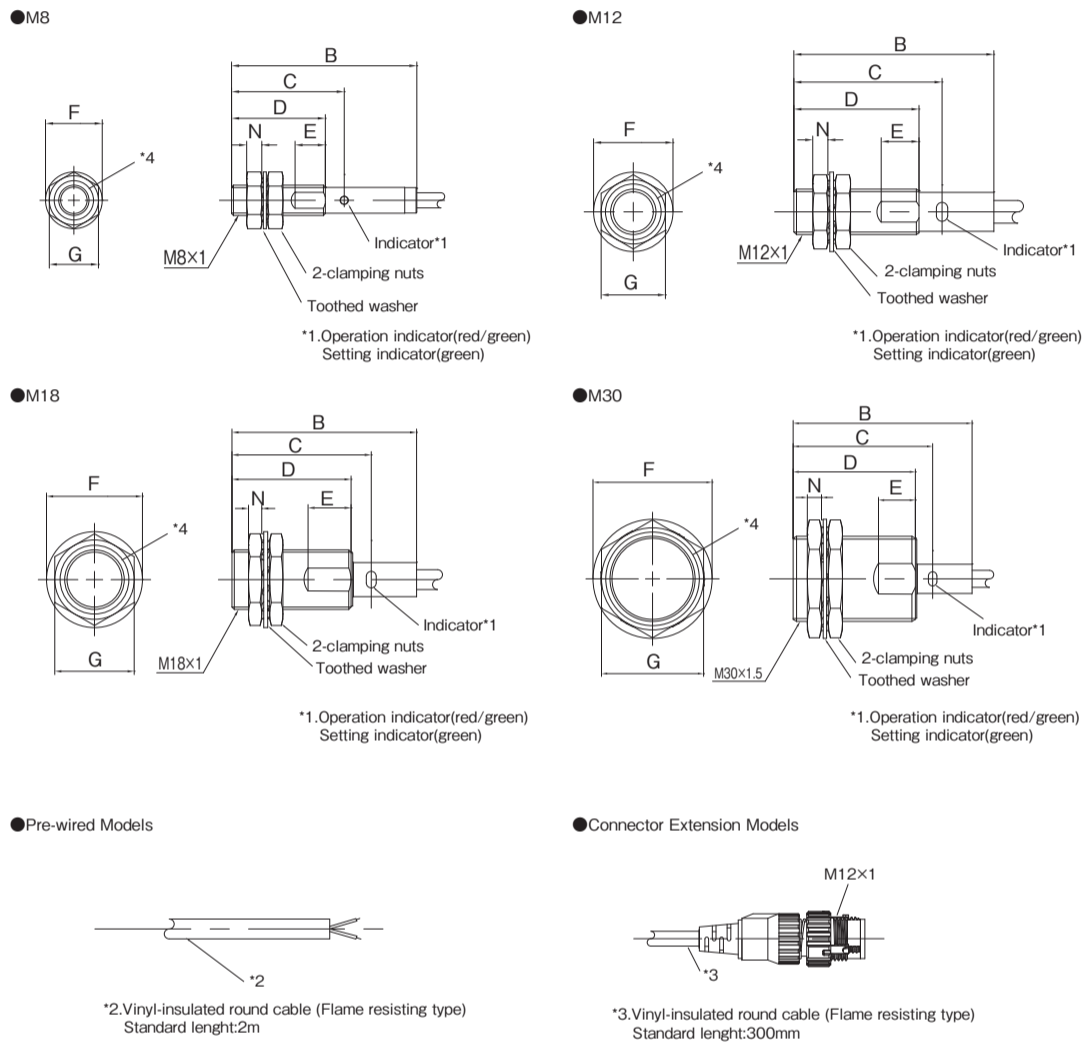 ●M8
B
C
D
N
E
F
*4
G
M8×1
Indicator*1
2-clamping nuts
Toothed washer
*1.Operation indicator(red/green)
Setting indicator(green)
●M12
B
C
D
N
E
F
*4
G
M12×1
Indicator*1
2-clamping nuts
Toothed washer
*1.Operation indicator(red/green)
Setting indicator(green)
●M18
B
C
D
N
E
F
*4
G
M18×1
Indicator*1
2-clamping nuts
Toothed washer
*1.Operation indicator(red/green)
Setting indicator(green)
●M30
B
C
D
N
E
F
*4
G
M30×1.5
Indicator*1
2-clamping nuts
Toothed washer
*1.Operation indicator(red/green)
Setting indicator(green)
●Pre-wired Models
*2
*2.Vinyl-insulated round cable (Flame resisting type)
Standard lenght:2m
●Connector Extension Models
M12×1
*3
*3.Vinyl-insulated round cable (Flame resisting type)
Standard lenght:300mm